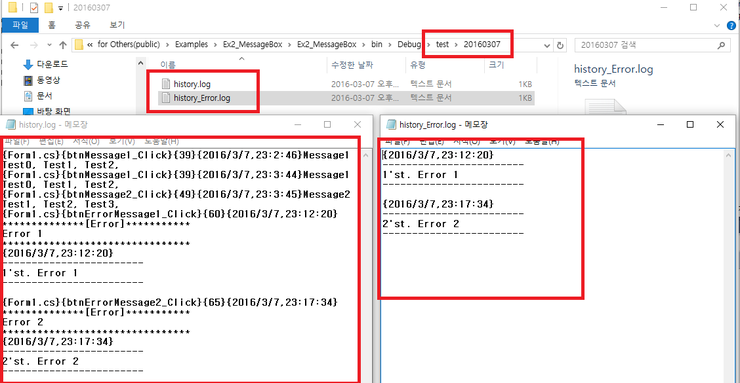 20160307
파일 홈 공유 보기
« for Others(public) > Examples > Ex2_MessageBox > Ex2_MessageBox > bin > Debug > test > 20160307
20160307 검색
다운로드
동영상
문서
바탕 화면
이름 수정한 날짜 유형 크기
history.log 2016-03-07 오후... 텍스트 문서 1KB
history_Error.log 2016-03-07 오후... 텍스트 문서 1KB
history_Error.log
텍스트 문서
history.log - 메모장
파일(F) 편집(E) 서식(O) 보기(V) 도움말(H)
{Form1.cs}{btnMessage1_Click}{39}{2016/3/7,23:2:46}Message1
Test0, Test1, Test2,
{Form1.cs}{btnMessage1_Click}{39}{2016/3/7,23:3:44}Message1
Test0, Test1, Test2,
{Form1.cs}{btnMessage2_Click}{49}{2016/3/7,23:3:45}Message2
Test1, Test2, Test3,
{Form1.cs}{btnErrorMessage1_Click}{60}{2016/3/7,23:12:20}
*************[Error]***********
Error 1
*******************************
{2016/3/7,23:12:20}
------------------------
1'st. Error 1
------------------------
{Form1.cs}{btnErrorMessage2_Click}{65}{2016/3/7,23:17:34}
*************[Error]***********
Error 2
*******************************
{2016/3/7,23:17:34}
------------------------
2'st. Error 2
------------------------
history_Error.log - 메모장
파일(F) 편집(E) 서식(O) 보기(V) 도움말(H)
{2016/3/7,23:12:20}
------------------------
1'st. Error 1
------------------------
{2016/3/7,23:17:34}
------------------------
2'st. Error 2
------------------------